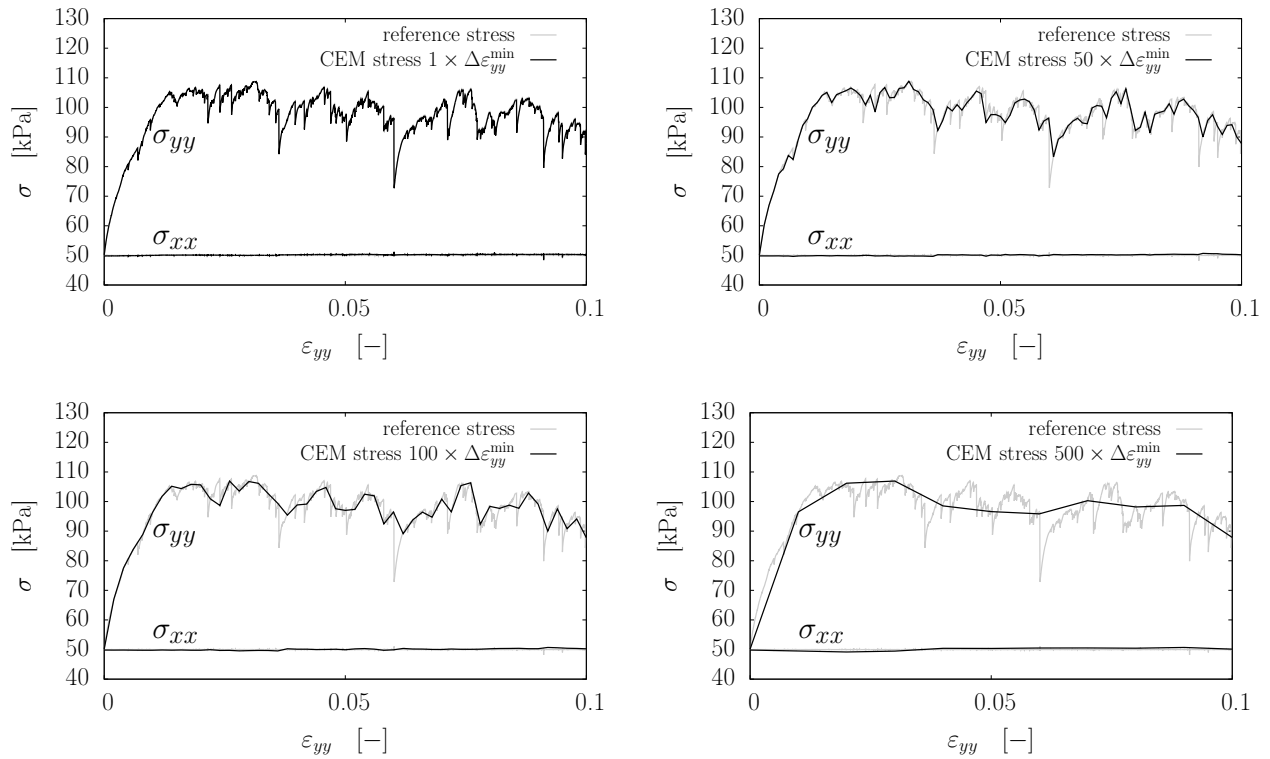 130
120
110
100
90
80
70
60
50
40
σ [kPa]
reference stress
CEM stress 1 × Δε_yy^min
σ_yy
σ_xx
0 0.05 0.1
ε_yy [−]
130
120
110
100
90
80
70
60
50
40
σ [kPa]
reference stress
CEM stress 50 × Δε_yy^min
σ_yy
σ_xx
0 0.05 0.1
ε_yy [−]
130
120
110
100
90
80
70
60
50
40
σ [kPa]
reference stress
CEM stress 100 × Δε_yy^min
σ_yy
σ_xx
0 0.05 0.1
ε_yy [−]
130
120
110
100
90
80
70
60
50
40
σ [kPa]
reference stress
CEM stress 500 × Δε_yy^min
σ_yy
σ_xx
0 0.05 0.1
ε_yy [−]